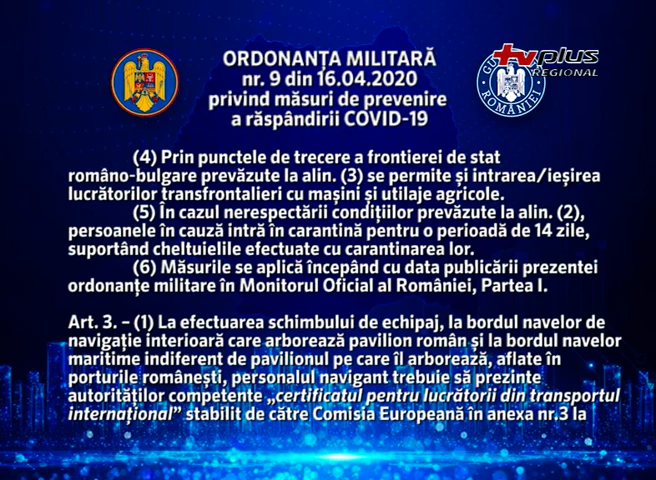 ORDONANȚA MILITARĂ
nr. 9 din 16.04.2020
privind măsuri de prevenire
a răspândirii COVID-19
tvplus
REGIONAL
GU
ROMÂNIEI
(4) Prin punctele de trecere a frontierei de stat
româno-bulgare prevăzute la alin. (3) se permite și intrarea/ieșirea
lucrătorilor transfrontalieri cu mașini și utilaje agricole.
(5) În cazul nerespectării condițiilor prevăzute la alin. (2),
persoanele în cauză intră în carantină pentru o perioadă de 14 zile,
suportând cheltuielile efectuate cu carantinarea lor.
(6) Măsurile se aplică începând cu data publicării prezentei
ordonanțe militare în Monitorul Oficial al României, Partea I.
Art. 3. – (1) La efectuarea schimbului de echipaj, la bordul navelor de
navigație interioară care arborează pavilion român și la bordul navelor
maritime indiferent de pavilionul pe care îl arborează, aflate în
porturile românești, personalul navigant trebuie să prezinte
autorităților competente „certificatul pentru lucrătorii din transportul
internațional” stabilit de către Comisia Europeană în anexa nr.3 la